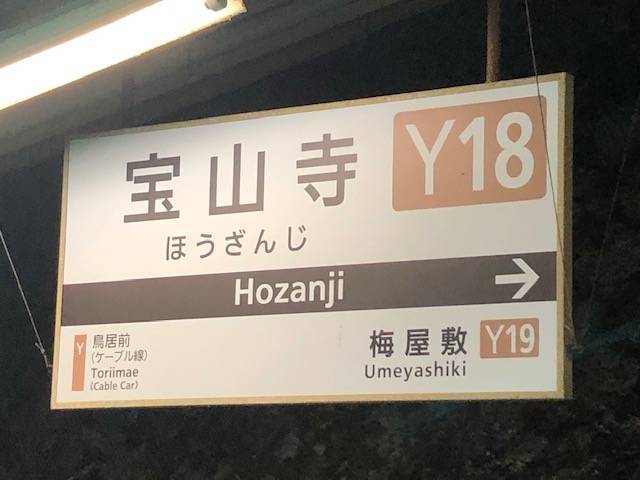 宝山寺 Y18
ほうざんじ
Hozanji →
Y 鳥居前
(ケーブル線)
Toriimae
(Cable Car)
梅屋敷 Y19
Umeyashiki